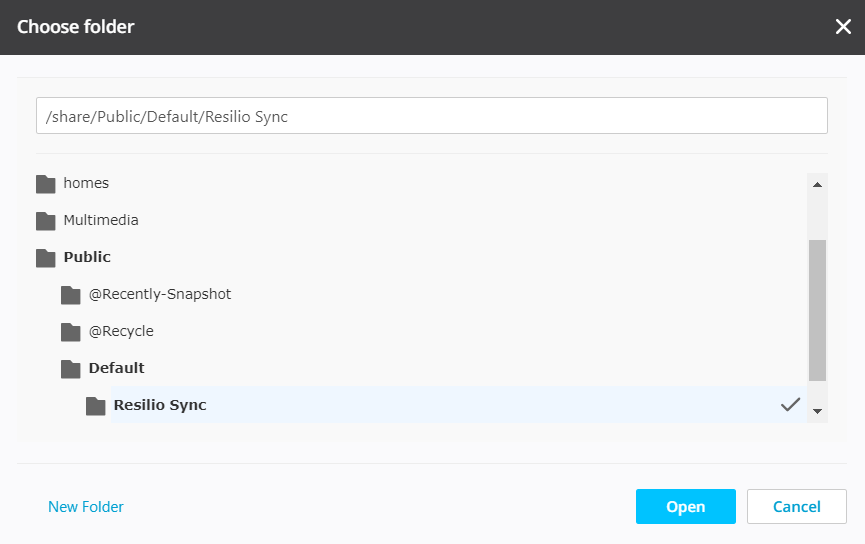 Choose folder
/share/Public/Default/Resilio Sync
homes
Multimedia
Public
@Recently-Snapshot
@Recycle
Default
Resilio Sync
New Folder
Open
Cancel